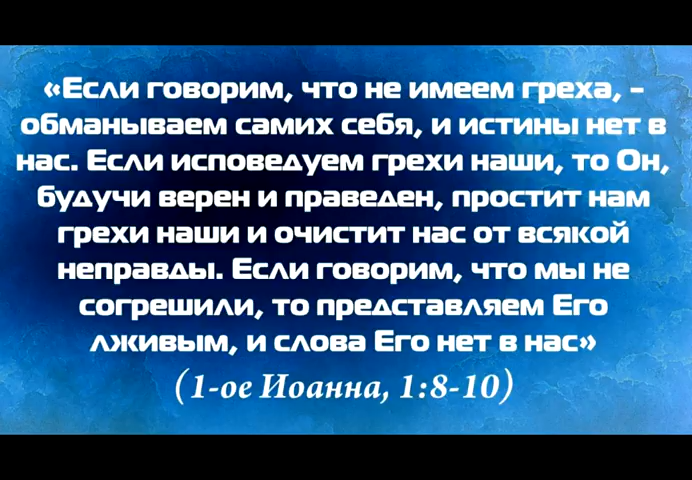 «Если говорим, что не имеем греха, -
обманываем самих себя, и истины нет в
нас. Если исповедуем грехи наши, то Он,
будучи верен и праведен, простит нам
грехи наши и очистит нас от всякой
неправды. Если говорим, что мы не
согрешили, то представляем Его
лживым, и слова Его нет в нас»
(1-ое Иоанна, 1:8-10)